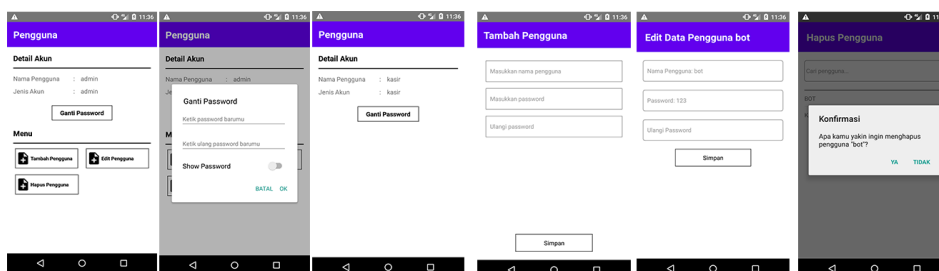 11:36
Pengguna
Detail Akun
Nama Pengguna : admin
Jenis Akun : admin
Ganti Password
Menu
Tambah Pengguna
Edit Pengguna
Hapus Pengguna
11:36
Pengguna
Detail Akun
Nama Pengguna : admin
Ganti Password
Ketik password barumu
Ketik ulang password barumu
Show Password
BATAL OK
11:36
Pengguna
Detail Akun
Nama Pengguna : kasir
Jenis Akun : kasir
Ganti Password
11:36
Tambah Pengguna
Masukkan nama pengguna
Masukkan password
Ulangi password
Simpan
11:36
Edit Data Pengguna bot
Nama Pengguna: bot
Password: 123
Ulangi Password
Simpan
Hapus Pengguna
Cari pengguna...
BOT
Konfirmasi
Apa kamu yakin ingin menghapus
pengguna "bot"?
YA TIDAK